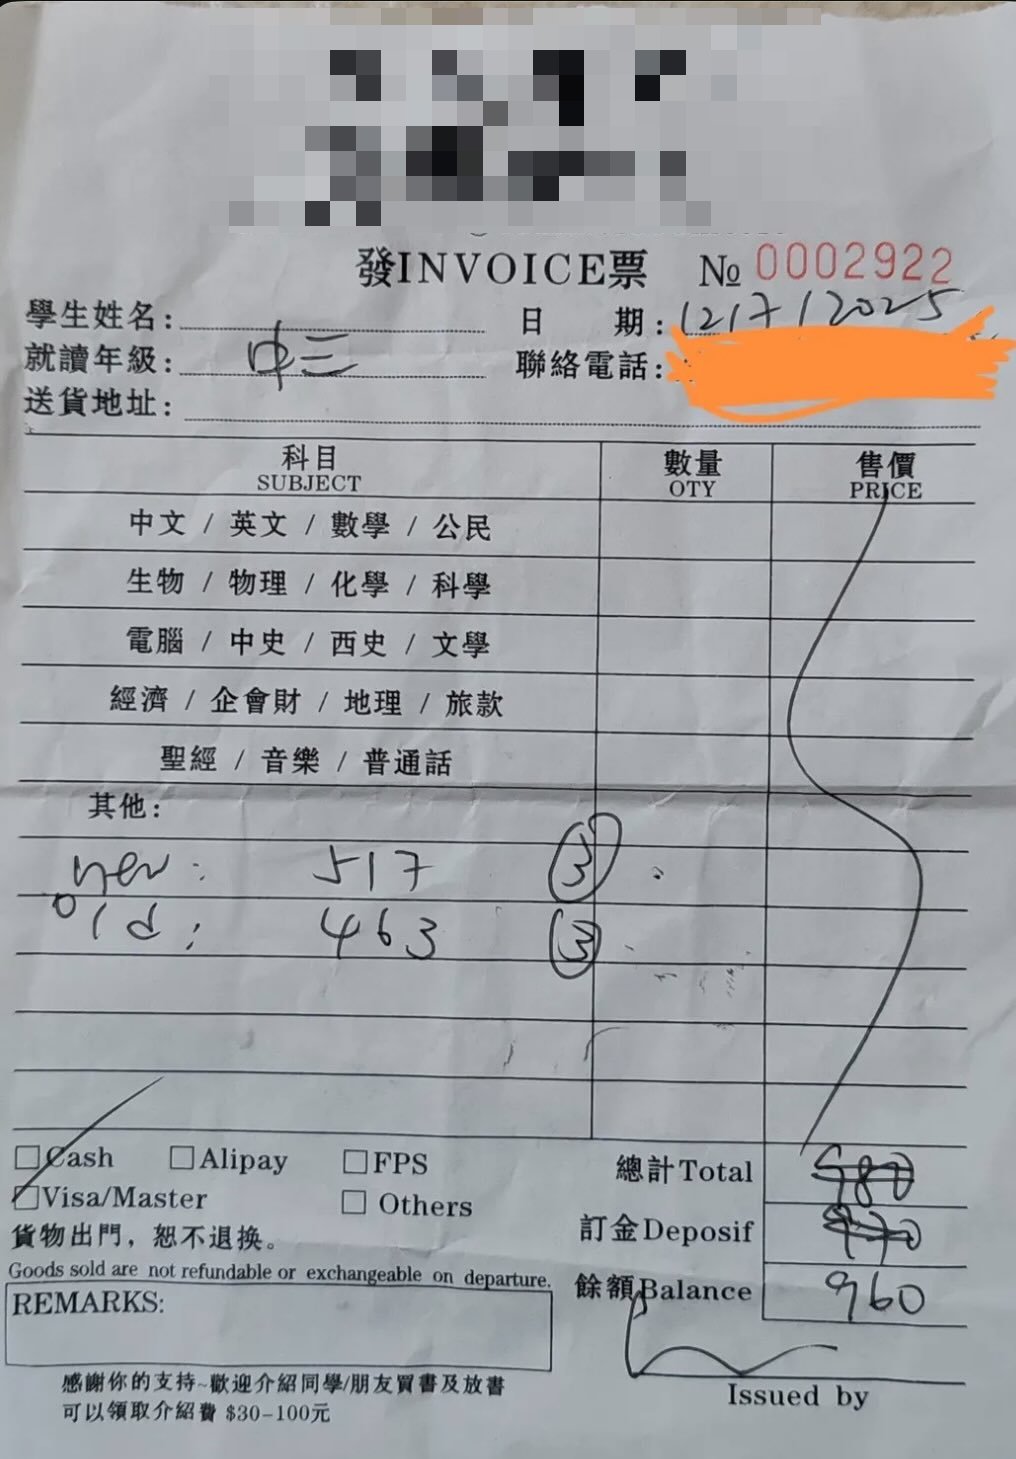 發INVOICE票 № 0002922
學生姓名: 日 期: 12/7/2025
就讀年級: 中三 聯絡電話:
送貨地址:
科目 數量 售價
SUBJECT QTY PRICE
中文 / 英文 / 數學 / 公民
生物 / 物理 / 化學 / 科學
電腦 / 中史 / 西史 / 文學
經濟 / 企會財 / 地理 / 旅款
聖經 / 音樂 / 普通話
其他:
new: 517 ③
old: 463 ③
□Cash □Alipay □FPS 總計Total 980
□Visa/Master □ Others
貨物出門，恕不退換。 訂金Deposif 970
Goods sold are not refundable or exchangeable on departure.
餘額Balance 960
REMARKS:
感謝你的支持~歡迎介紹同學/朋友買書及放書
可以領取介紹費 $30-100元
Issued by